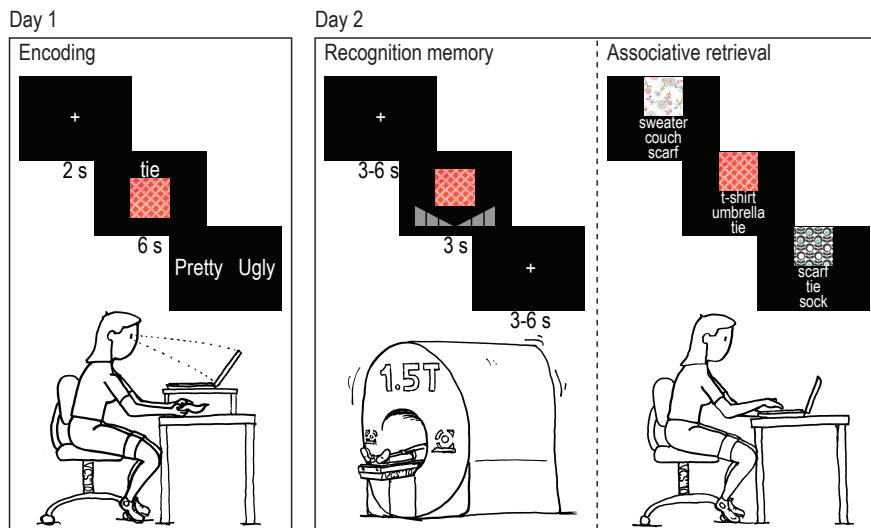 Day 1
Day 2
Encoding
Recognition memory
Associative retrieval
+
2 s
tie
6 s
Pretty Ugly
+
3-6 s
3 s
+
3-6 s
1.5T
sweater
couch
scarf
t-shirt
umbrella
tie
scarf
tie
sock